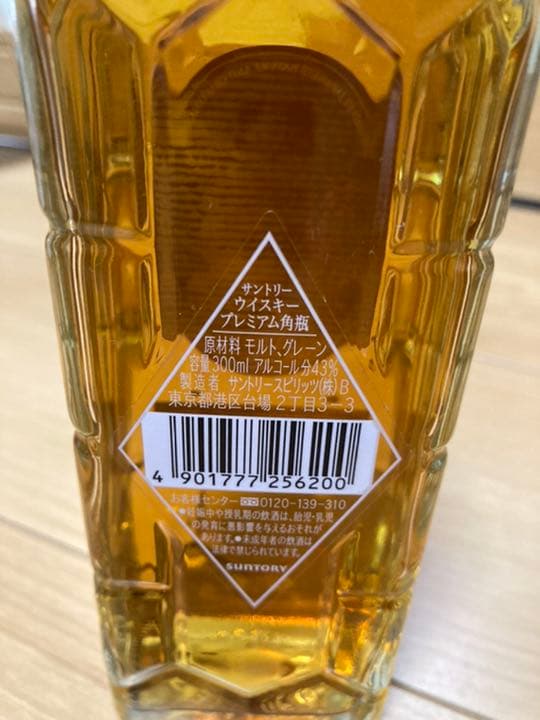 サントリー
ウイスキー
プレミアム角瓶
原材料 モルト、グレーン
容量300ml アルコール分43%
製造者 サントリースピリッツ(株)B
東京都港区台場2丁目3-3
4 901777 256200
お客様センター 0120-139-310
●妊娠中や授乳期の飲酒は、胎児・乳児
の発育に悪影響を与えるおそれが
あります。●未成年者の飲酒は
法律で禁じられています。
SUNTORY